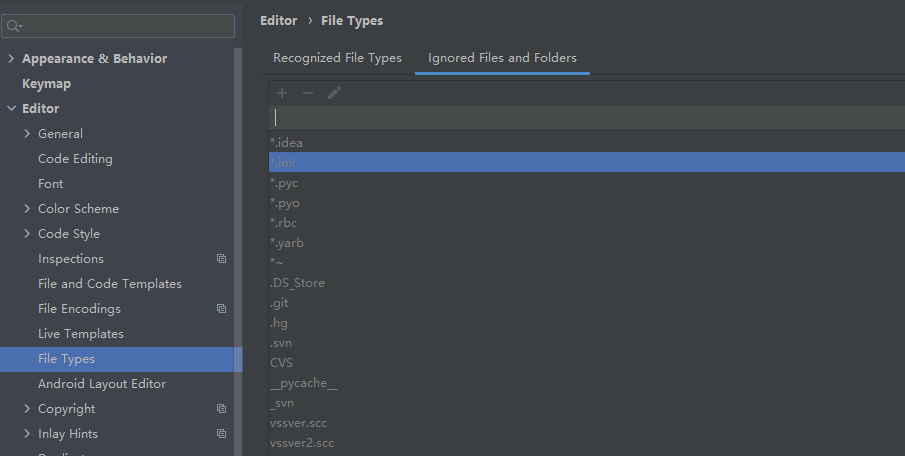 Appearance & Behavior
Keymap
Editor
General
Code Editing
Font
Color Scheme
Code Style
Inspections
File and Code Templates
File Encodings
Live Templates
File Types
Android Layout Editor
Copyright
Inlay Hints
Editor › File Types
Recognized File Types Ignored Files and Folders
*.idea
*.iml
*.pyc
*.pyo
*.rbc
*.yarb
*~
.DS_Store
.git
.hg
.svn
CVS
__pycache__
_svn
vssver.scc
vssver2.scc